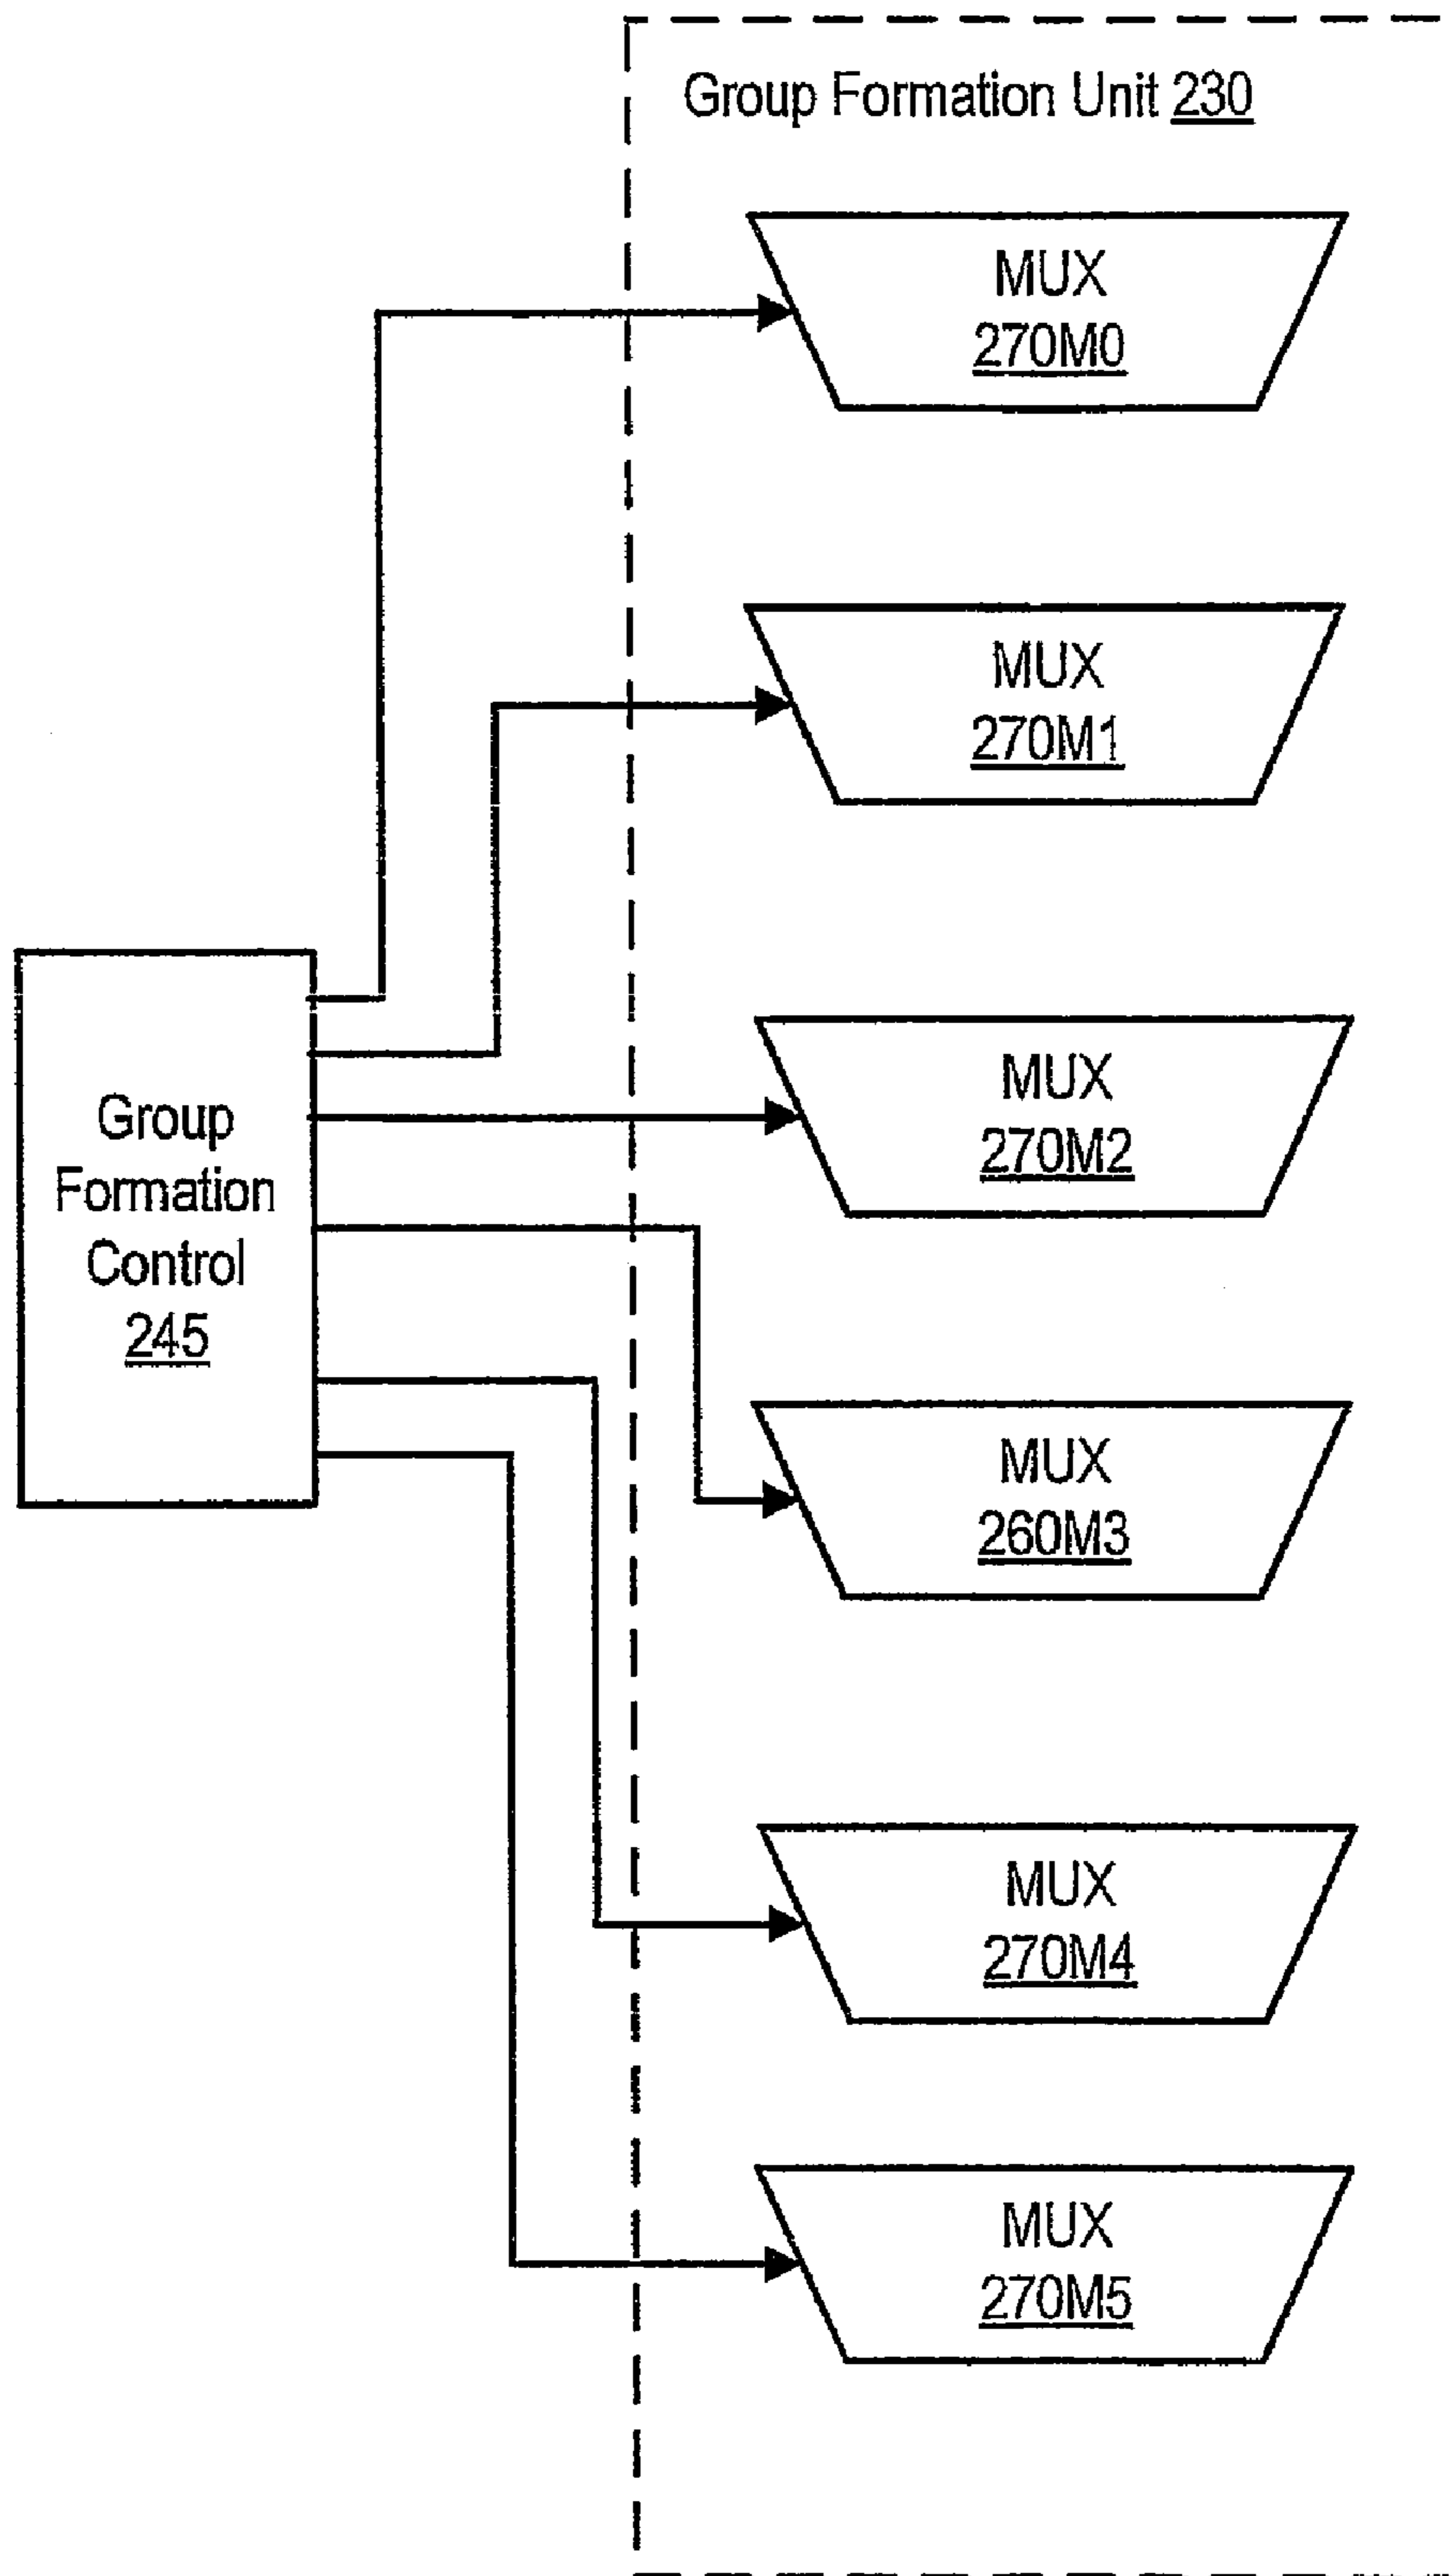 Group Formation Unit 230
MUX
270M0
MUX
270M1
MUX
270M2
Group
Formation
Control
245
MUX
260M3
MUX
270M4
MUX
270M5